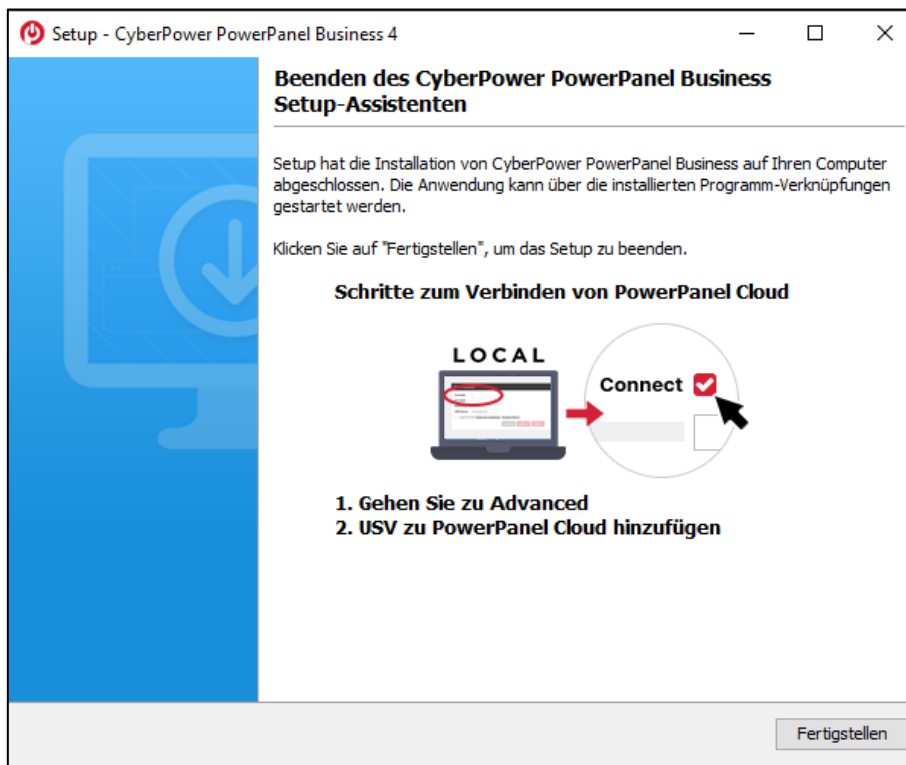 Setup - CyberPower PowerPanel Business 4
Beenden des CyberPower PowerPanel Business
Setup-Assistenten
Setup hat die Installation von CyberPower PowerPanel Business auf Ihren Computer
abgeschlossen. Die Anwendung kann über die installierten Programm-Verknüpfungen
gestartet werden.
Klicken Sie auf "Fertigstellen", um das Setup zu beenden.
Schritte zum Verbinden von PowerPanel Cloud
LOCAL
Connect
1. Gehen Sie zu Advanced
2. USV zu PowerPanel Cloud hinzufügen
Fertigstellen